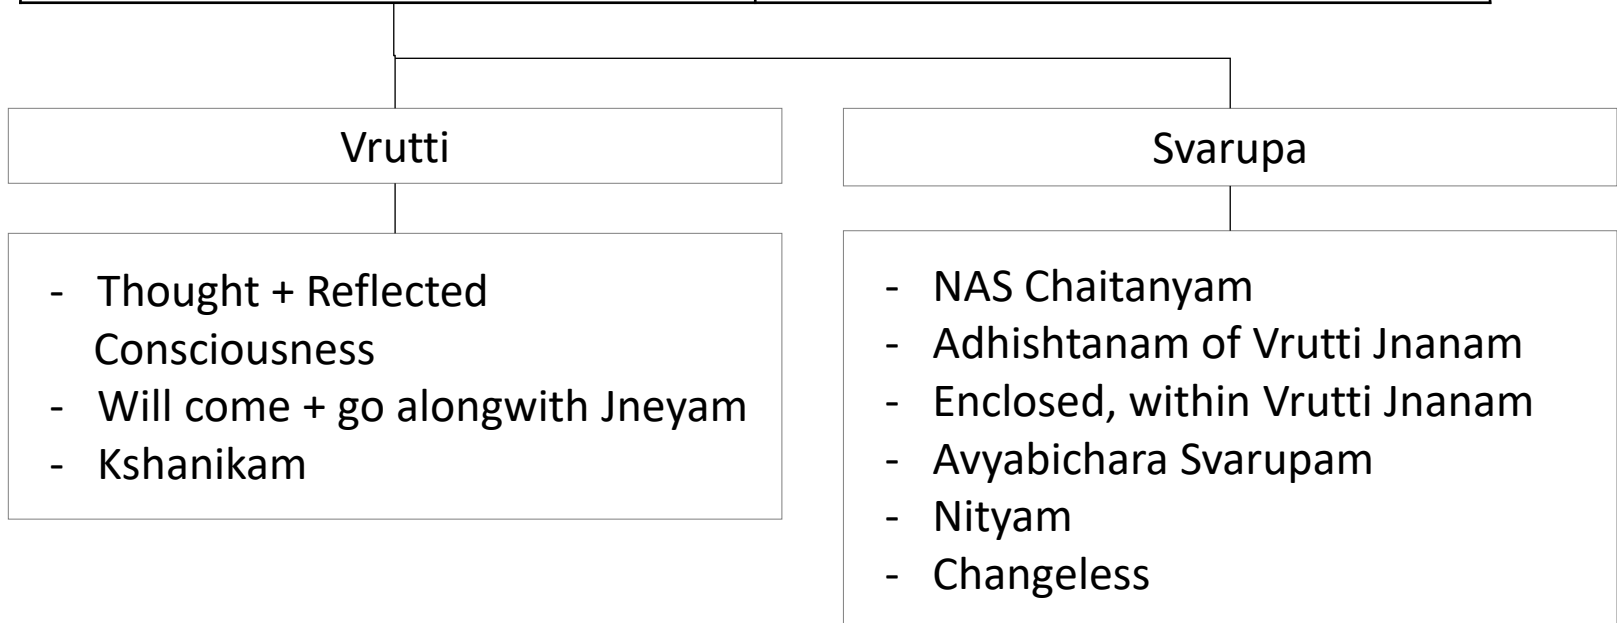 Vrutti
Svarupa
- Thought + Reflected
Consciousness
- Will come + go alongwith Jneyam
- Kshanikam
- NAS Chaitanyam
- Adhishtanam of Vrutti Jnanam
- Enclosed, within Vrutti Jnanam
- Avyabichara Svarupam
- Nityam
- Changeless